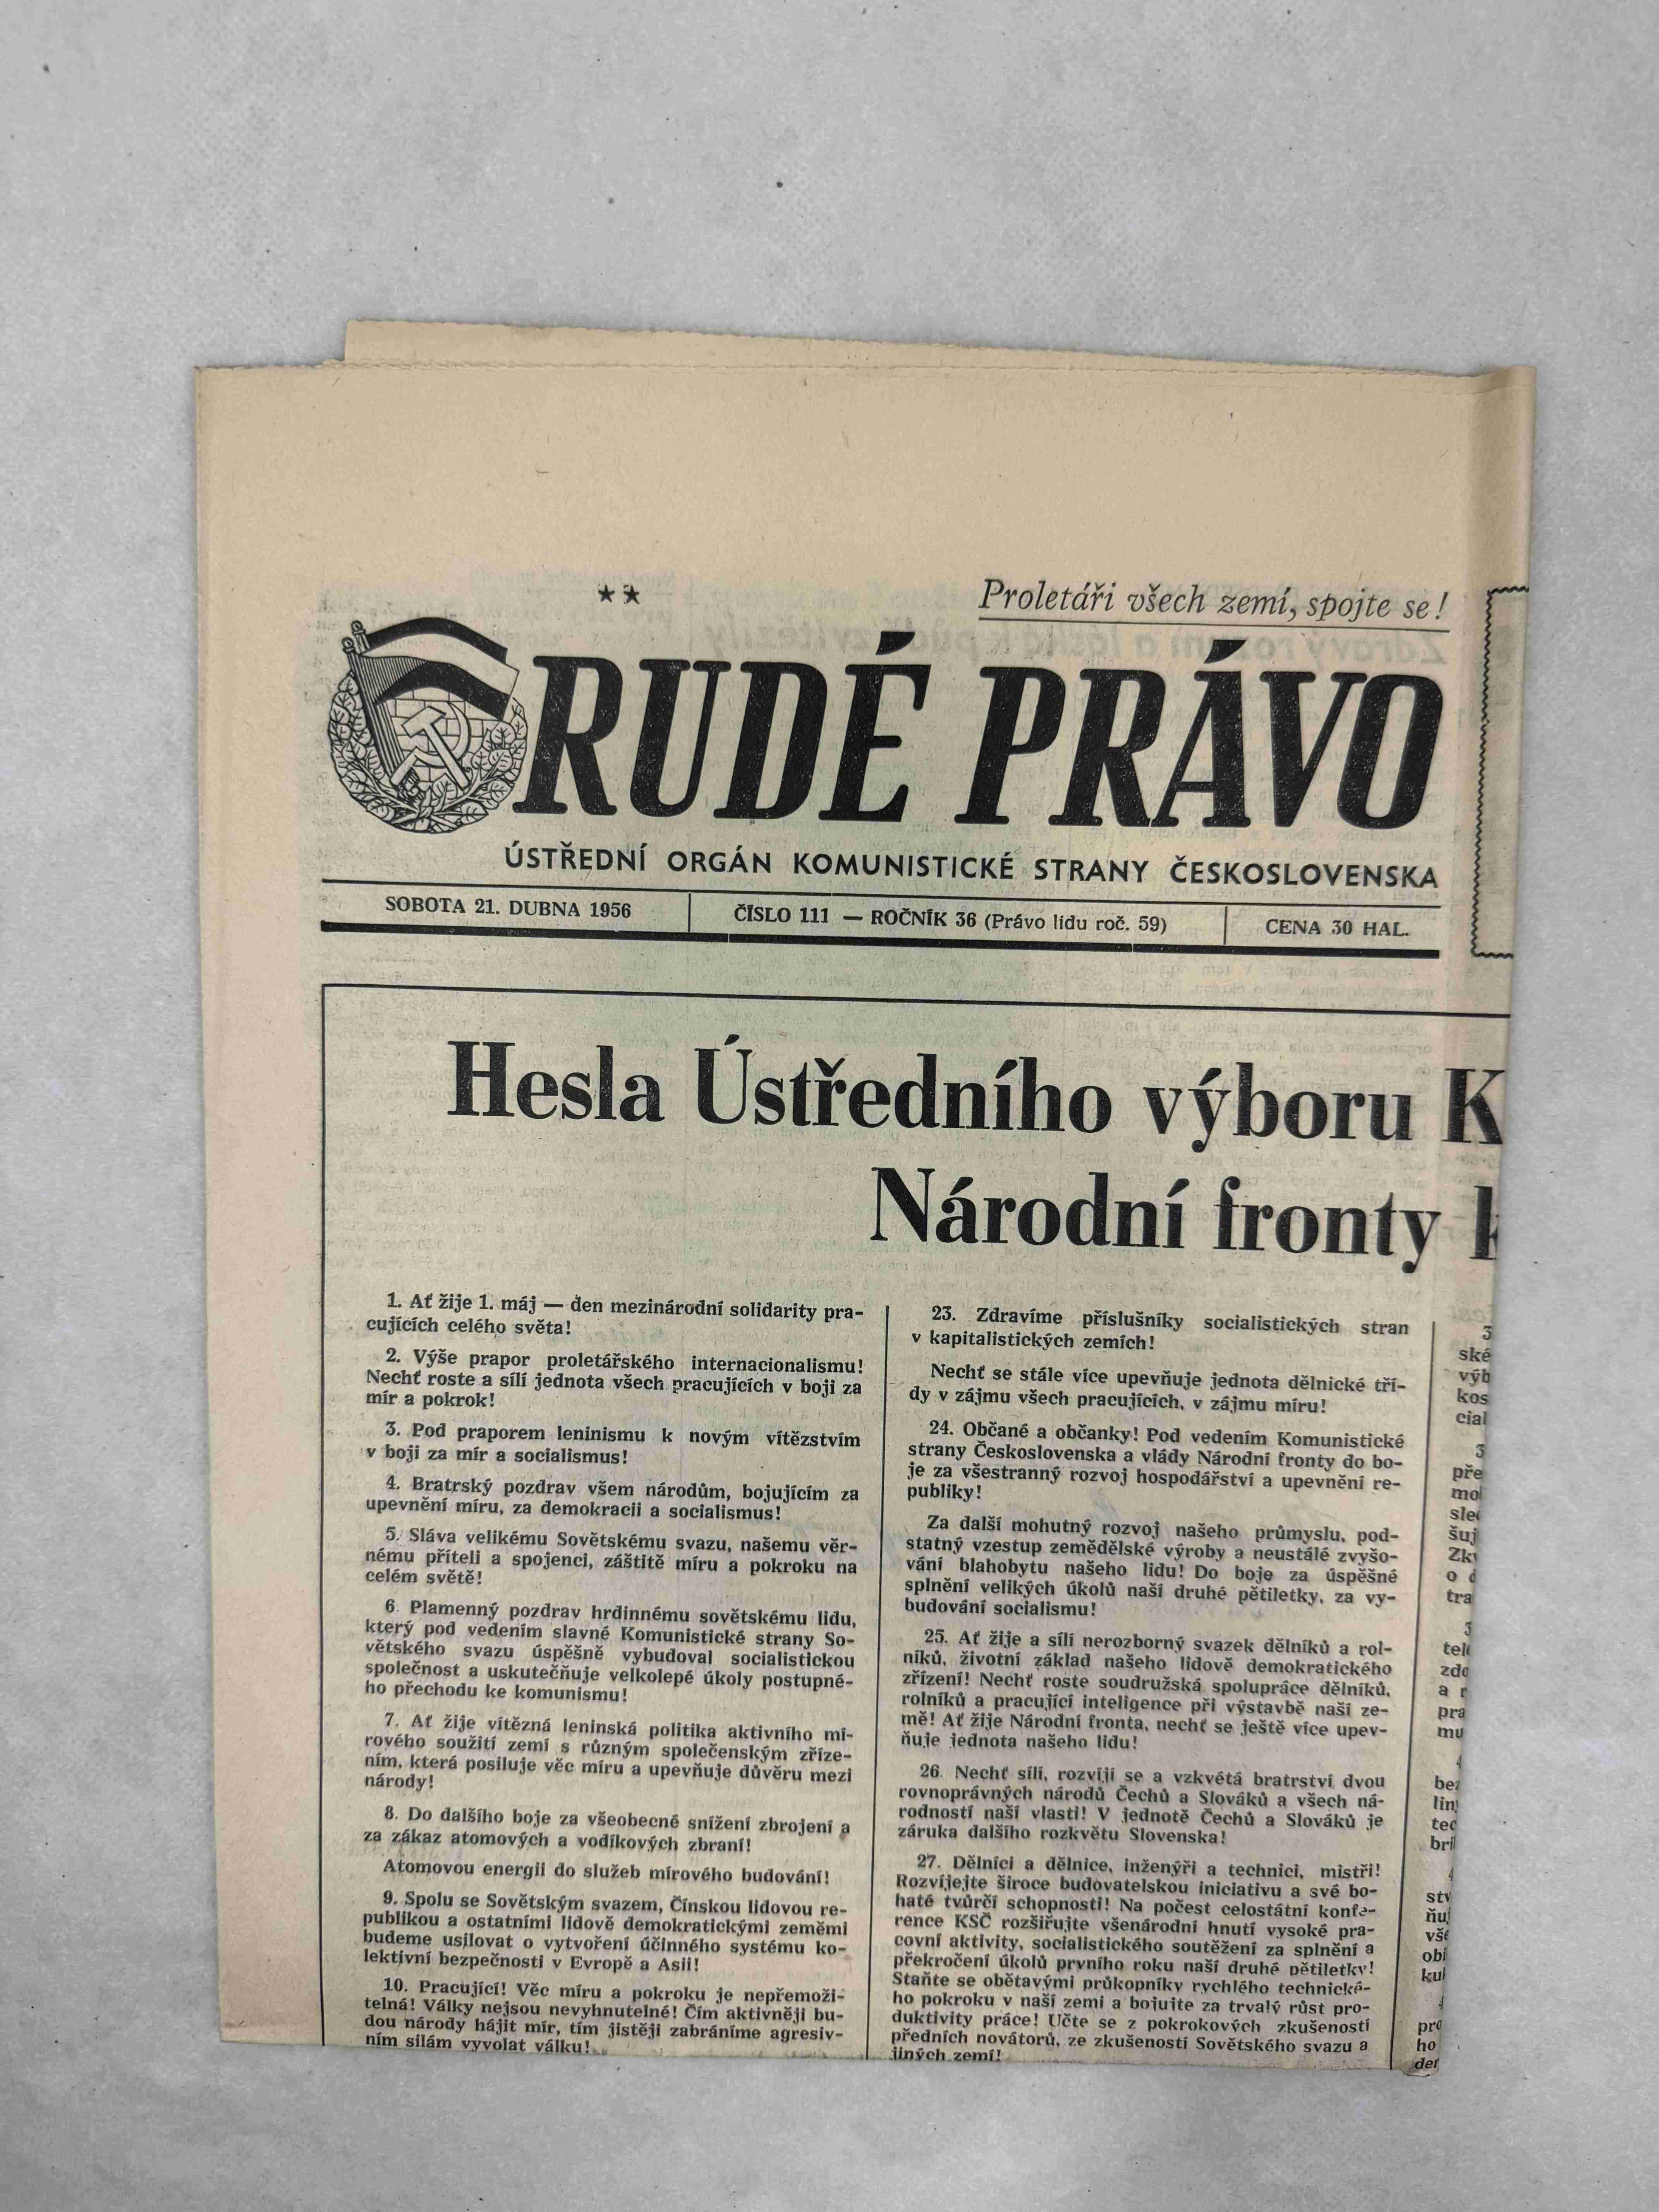 ★ ★
Proletáři všech zemí, spojte se!
RUDÉ PRÁVO
ÚSTŘEDNÍ ORGÁN KOMUNISTICKÉ STRANY ČESKOSLOVENSKA
SOBOTA 21. DUBNA 1956
ČÍSLO 111 — ROČNÍK 36 (Právo lidu roč. 59)
CENA 30 HAL.
Hesla Ústředního výboru K
Národní fronty k
1. Ať žije 1. máj — den mezinárodní solidarity pra-
cujících celého světa!
2. Výše prapor proletářského internacionalismu!
Nechť roste a sílí jednota všech pracujících v boji za
mír a pokrok!
3. Pod praporem leninismu k novým vítězstvím
v boji za mír a socialismus!
4. Bratrský pozdrav všem národům, bojujícím za
upevnění míru, za demokracii a socialismus!
5. Sláva velikému Sovětskému svazu, našemu věr-
nému příteli a spojenci, záštitě míru a pokroku na
celém světě!
6. Plamenný pozdrav hrdinnému sovětskému lidu,
který pod vedením slavné Komunistické strany So-
větského svazu úspěšně vybudoval socialistickou
společnost a uskutečňuje velkolepé úkoly postupné-
ho přechodu ke komunismu!
7. Ať žije vítězná leninská politika aktivního mí-
rového soužití zemí s různým společenským zříze-
ním, která posiluje věc míru a upevňuje důvěru mezi
národy!
8. Do dalšího boje za všeobecné snížení zbrojení a
za zákaz atomových a vodíkových zbraní!
Atomovou energii do služeb mírového budování!
9. Spolu se Sovětským svazem, Čínskou lidovou re-
publikou a ostatními lidově demokratickými zeměmi
budeme usilovat o vytvoření účinného systému ko-
lektivní bezpečnosti v Evropě a Asii!
10. Pracující! Věc míru a pokroku je nepřemoži-
telná! Války nejsou nevyhnutelné! Čím aktivněji bu-
dou národy hájit mír, tím jistěji zabráníme agresiv-
ním silám vyvolat válku!
23. Zdravíme příslušníky socialistických stran
v kapitalistických zemích!
Nechť se stále více upevňuje jednota dělnické tří-
dy v zájmu všech pracujících, v zájmu míru!
24. Občané a občanky! Pod vedením Komunistické
strany Československa a vlády Národní fronty do bo-
je za všestranný rozvoj hospodářství a upevnění re-
publiky!
Za další mohutný rozvoj našeho průmyslu, pod-
statný vzestup zemědělské výroby a neustálé zvyšo-
vání blahobytu našeho lidu! Do boje za úspěšné
splnění velikých úkolů naší druhé pětiletky, za vy-
budování socialismu!
25. Ať žije a sílí nerozborný svazek dělníků a rol-
níků, životní základ našeho lidově demokratického
zřízení! Nechť roste soudružská spolupráce dělníků,
rolníků a pracující inteligence při výstavbě naší ze-
mě! Ať žije Národní fronta, nechť se ještě více upev-
ňuje jednota našeho lidu!
26. Nechť sílí, rozvíjí se a vzkvétá bratrství dvou
rovnoprávných národů Čechů a Slováků a všech ná-
rodností naší vlasti! V jednotě Čechů a Slováků je
záruka dalšího rozkvětu Slovenska!
27. Dělníci a dělnice, inženýři a technici, mistři!
Rozvíjejte široce budovatelskou iniciativu a své bo-
haté tvůrčí schopnosti! Na počest celostátní konfe-
rence KSČ rozšiřujte všenárodní hnutí vysoké pra-
covní aktivity, socialistického soutěžení za splnění a
překročení úkolů prvního roku naší druhé pětiletky!
Staňte se obětavými průkopníky rychlého technické-
ho pokroku v naší zemi a bojujte za trvalý růst pro-
duktivity práce! Učte se z pokrokových zkušeností
předních novátorů, ze zkušeností Sovětského svazu a
jiných zemí!
3
ské
výb
kos
cial
3
pře
mo
šuj
o
tra
3
zdo
a
pra
mu
lin
tec
stv
vše
obi
pro
ho